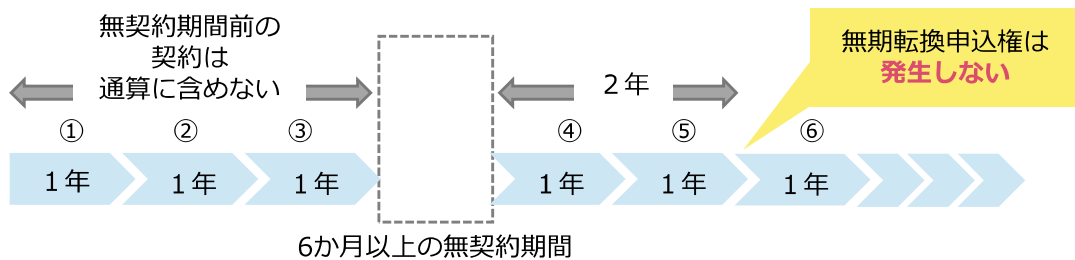 無契約期間前の
契約は
通算に含めない
2年
無期転換申込権は
発生しない
① ② ③ ④ ⑤ ⑥
1年 1年 1年 1年 1年 1年
6か月以上の無契約期間